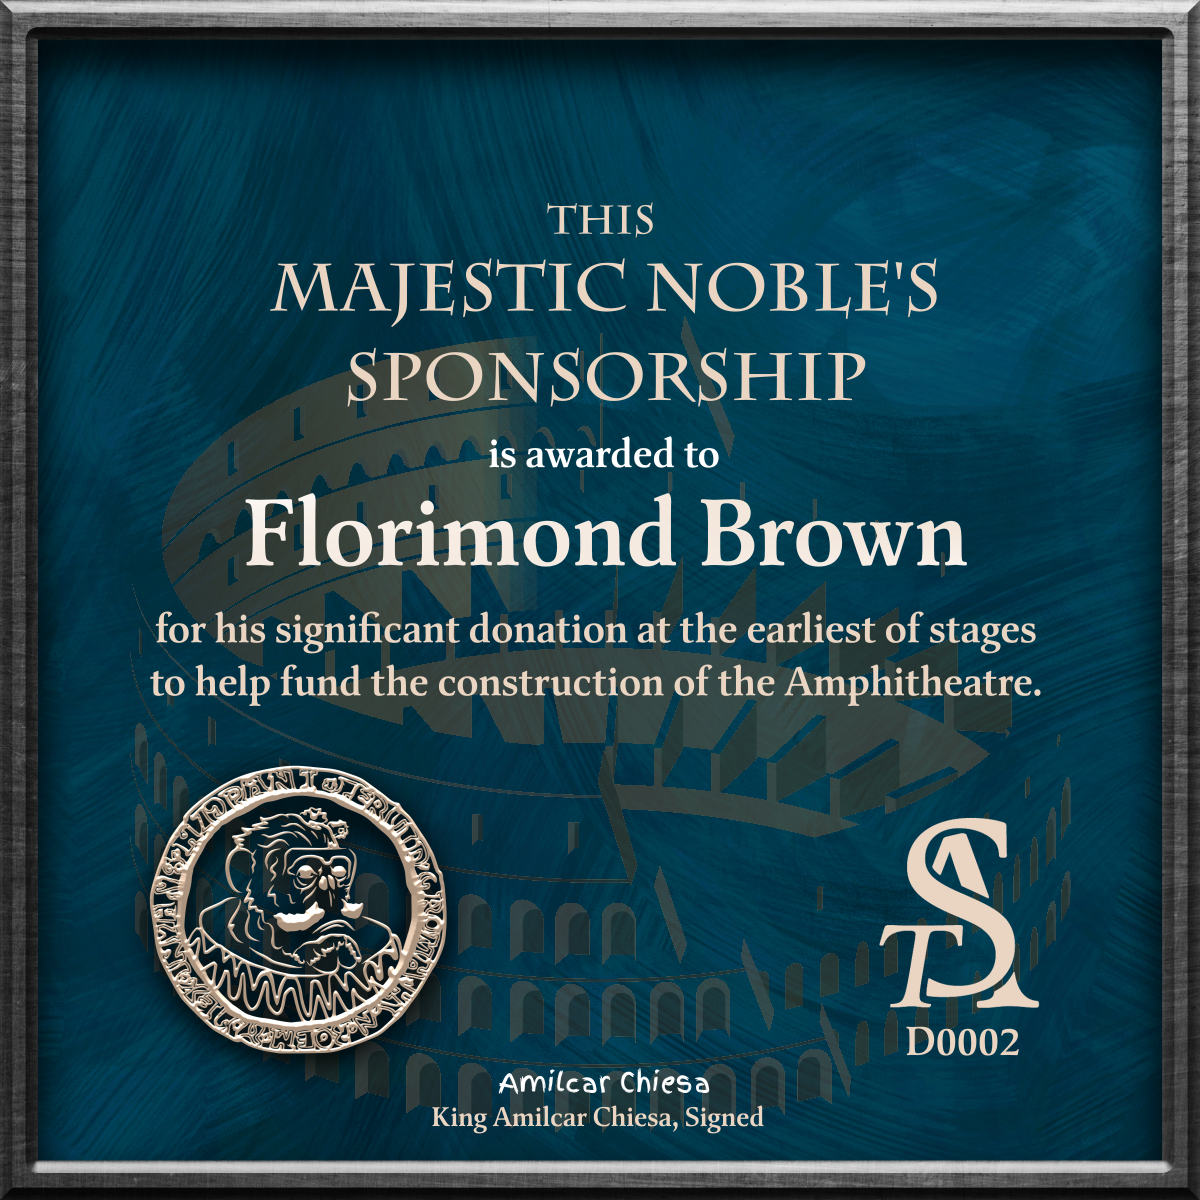 THIS
MAJESTIC NOBLE'S
SPONSORSHIP
is awarded to
Florimond Brown
for his significant donation at the earliest of stages
to help fund the construction of the Amphitheatre.
D0002
Amilcar Chiesa
King Amilcar Chiesa, Signed